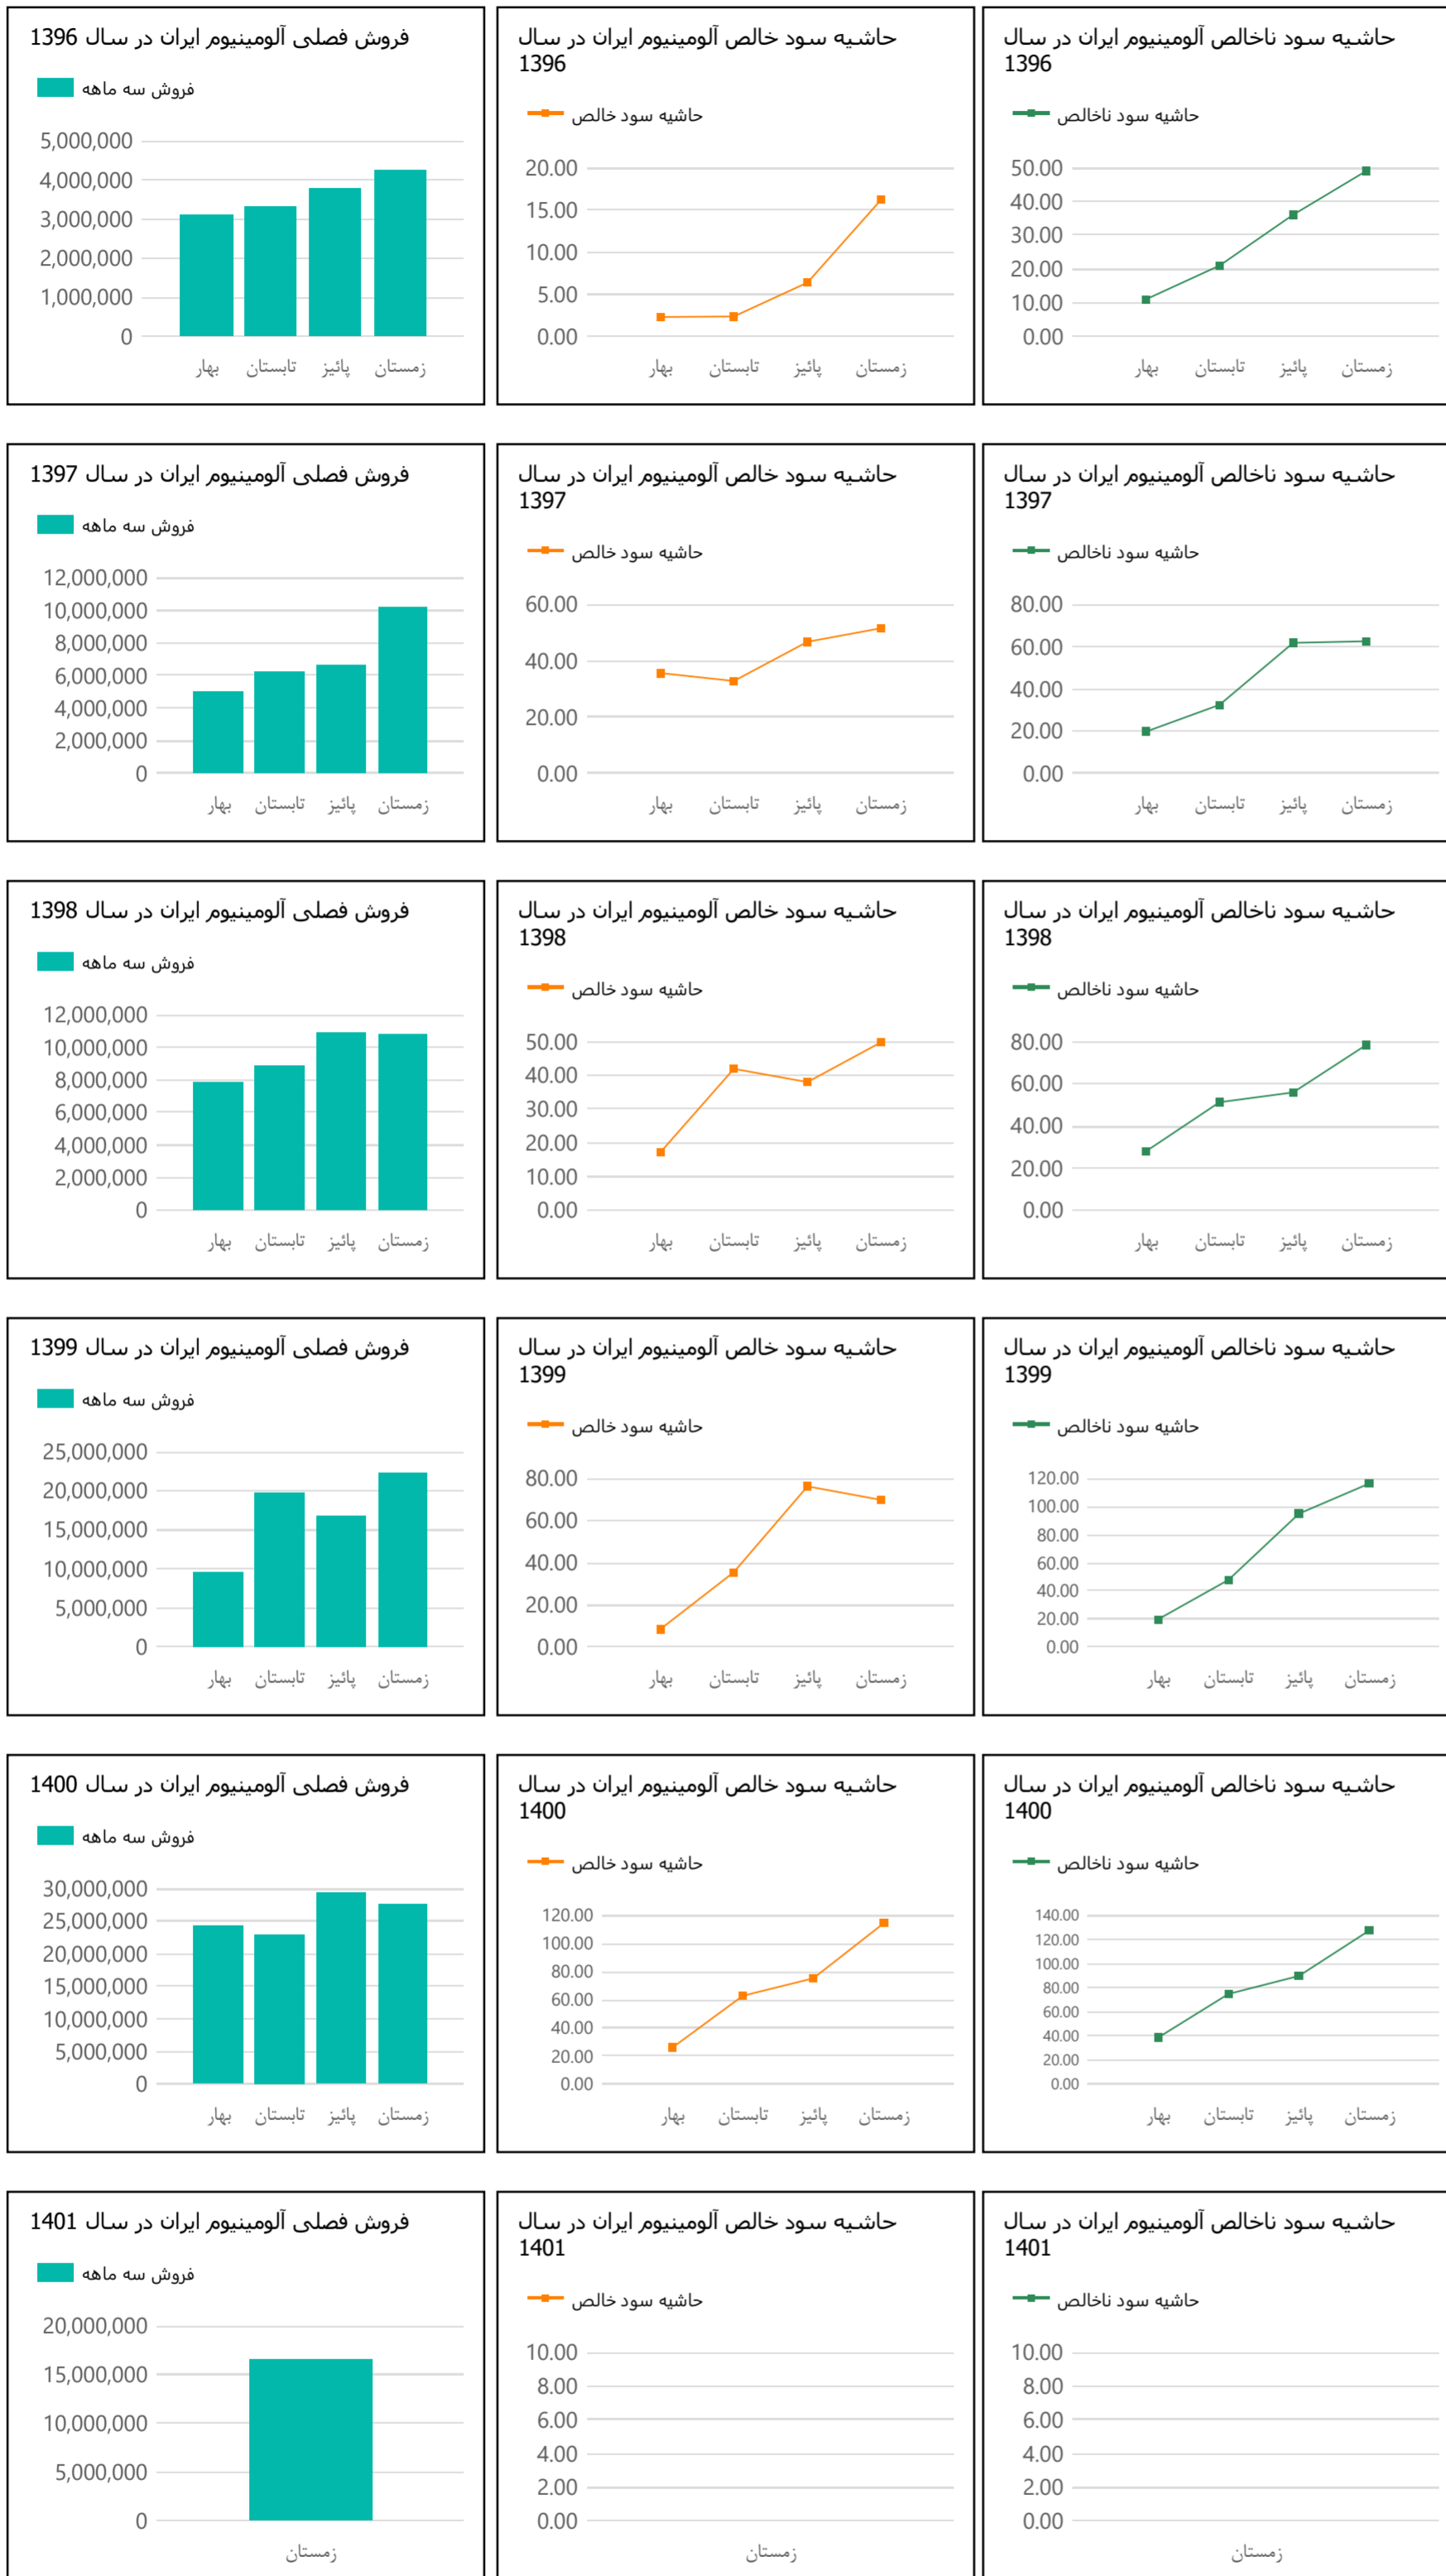 فروش فصلی آلومینیوم ایران در سال 1396
فروش سه ماهه
5,000,000
4,000,000
3,000,000
2,000,000
1,000,000
0
بهار تابستان پائیز زمستان
حاشیه سود خالص آلومینیوم ایران در سال
1396
حاشیه سود خالص
20.00
15.00
10.00
5.00
0.00
بهار تابستان پائیز زمستان
حاشیه سود ناخالص آلومینیوم ایران در سال
1396
حاشیه سود ناخالص
50.00
40.00
30.00
20.00
10.00
0.00
بهار تابستان پائیز زمستان
فروش فصلی آلومینیوم ایران در سال 1397
فروش سه ماهه
12,000,000
10,000,000
8,000,000
6,000,000
4,000,000
2,000,000
0
بهار تابستان پائیز زمستان
حاشیه سود خالص آلومینیوم ایران در سال
1397
حاشیه سود خالص
60.00
40.00
20.00
0.00
بهار تابستان پائیز زمستان
حاشیه سود ناخالص آلومینیوم ایران در سال
1397
حاشیه سود ناخالص
80.00
60.00
40.00
20.00
0.00
بهار تابستان پائیز زمستان
فروش فصلی آلومینیوم ایران در سال 1398
فروش سه ماهه
12,000,000
10,000,000
8,000,000
6,000,000
4,000,000
2,000,000
0
بهار تابستان پائیز زمستان
حاشیه سود خالص آلومینیوم ایران در سال
1398
حاشیه سود خالص
50.00
40.00
30.00
20.00
10.00
0.00
بهار تابستان پائیز زمستان
حاشیه سود ناخالص آلومینیوم ایران در سال
1398
حاشیه سود ناخالص
80.00
60.00
40.00
20.00
0.00
بهار تابستان پائیز زمستان
فروش فصلی آلومینیوم ایران در سال 1399
فروش سه ماهه
25,000,000
20,000,000
15,000,000
10,000,000
5,000,000
0
بهار تابستان پائیز زمستان
حاشیه سود خالص آلومینیوم ایران در سال
1399
حاشیه سود خالص
80.00
60.00
40.00
20.00
0.00
بهار تابستان پائیز زمستان
حاشیه سود ناخالص آلومینیوم ایران در سال
1399
حاشیه سود ناخالص
120.00
100.00
80.00
60.00
40.00
20.00
0.00
بهار تابستان پائیز زمستان
فروش فصلی آلومینیوم ایران در سال 1400
فروش سه ماهه
30,000,000
25,000,000
20,000,000
15,000,000
10,000,000
5,000,000
0
بهار تابستان پائیز زمستان
حاشیه سود خالص آلومینیوم ایران در سال
1400
حاشیه سود خالص
120.00
100.00
80.00
60.00
40.00
20.00
0.00
بهار تابستان پائیز زمستان
حاشیه سود ناخالص آلومینیوم ایران در سال
1400
حاشیه سود ناخالص
140.00
120.00
100.00
80.00
60.00
40.00
20.00
0.00
بهار تابستان پائیز زمستان
فروش فصلی آلومینیوم ایران در سال 1401
فروش سه ماهه
20,000,000
15,000,000
10,000,000
5,000,000
0
زمستان
حاشیه سود خالص آلومینیوم ایران در سال
1401
حاشیه سود خالص
10.00
8.00
6.00
4.00
2.00
0.00
زمستان
حاشیه سود ناخالص آلومینیوم ایران در سال
1401
حاشیه سود ناخالص
10.00
8.00
6.00
4.00
2.00
0.00
زمستان